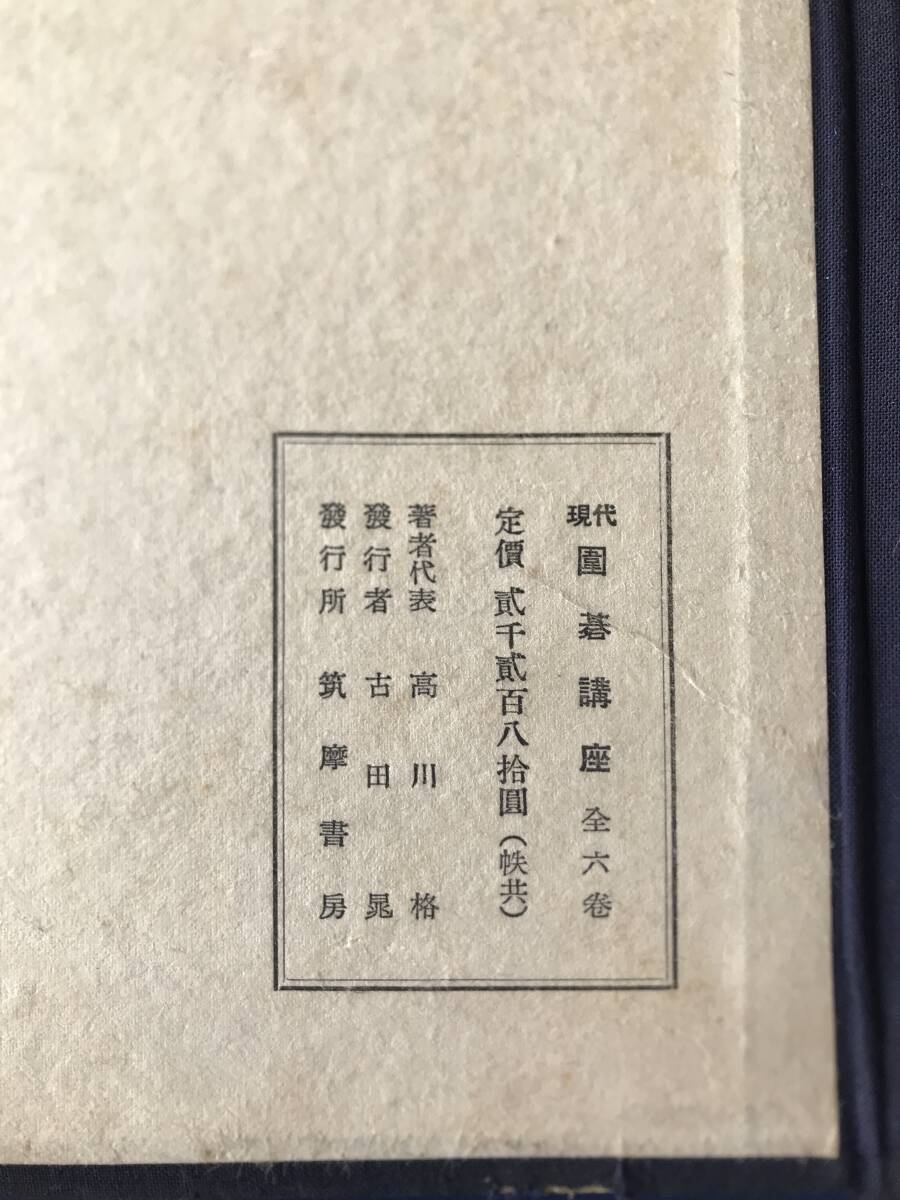 現代 圍碁講座 全六卷
定價 貳千貳百八拾圓(帙共)
著者代表 高川格
發行者 古田晁
發行所 筑摩書房